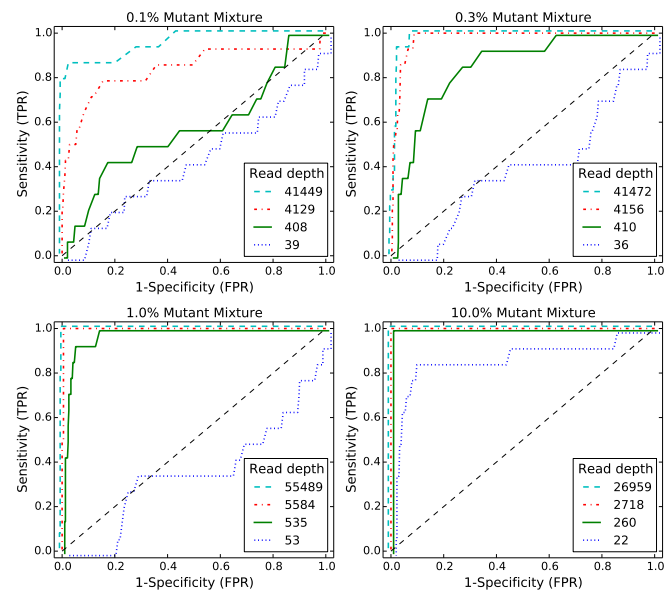 0.1% Mutant Mixture
Sensitivity (TPR)
1.0
0.8
0.6
0.4
0.2
0.0
0.0 0.2 0.4 0.6 0.8 1.0
1-Specificity (FPR)
Read depth
41449
4129
408
39
0.3% Mutant Mixture
Sensitivity (TPR)
1.0
0.8
0.6
0.4
0.2
0.0
0.0 0.2 0.4 0.6 0.8 1.0
1-Specificity (FPR)
Read depth
41472
4156
410
36
1.0% Mutant Mixture
Sensitivity (TPR)
1.0
0.8
0.6
0.4
0.2
0.0
0.0 0.2 0.4 0.6 0.8 1.0
1-Specificity (FPR)
Read depth
55489
5584
535
53
10.0% Mutant Mixture
Sensitivity (TPR)
1.0
0.8
0.6
0.4
0.2
0.0
0.0 0.2 0.4 0.6 0.8 1.0
1-Specificity (FPR)
Read depth
26959
2718
260
22